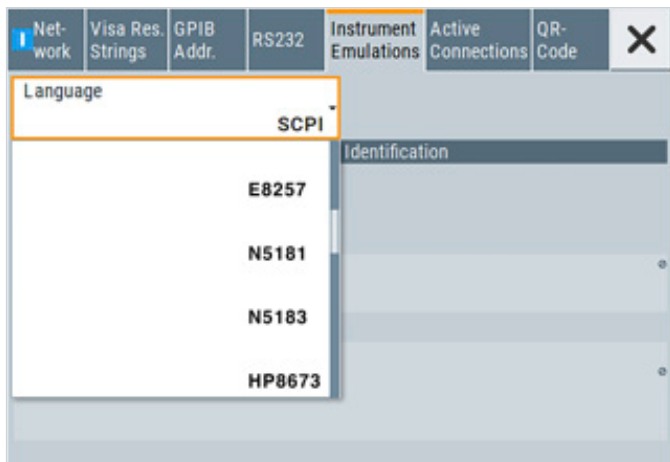 Net-
work
Visa Res.
Strings
GPIB
Addr.
RS232
Instrument
Emulations
Active
Connections
QR-
Code
Language
SCPI
Identification
E8257
N5181
N5183
HP8673